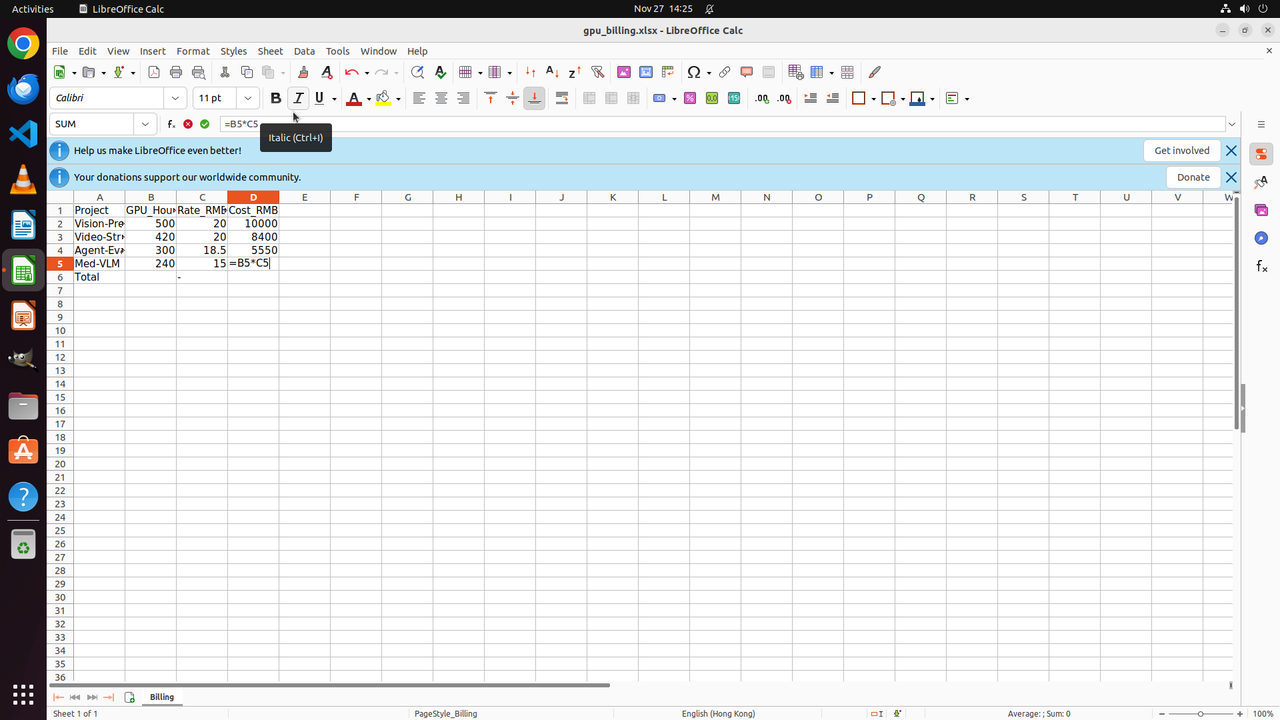 Activities
LibreOffice Calc
Nov 27 14:25
gpu_billing.xlsx - LibreOffice Calc
File Edit View Insert Format Styles Sheet Data Tools Window Help
Calibri
11 pt
SUM
=B5*C5
Italic (Ctrl+I)
Help us make LibreOffice even better!
Get involved
Your donations support our worldwide community.
Donate
A B C D E F G H I J K L M N O P Q R S T U V W
1 Project GPU_Hou Rate_RMB Cost_RMB
2 Vision-Pre 500 20 10000
3 Video-Str 420 20 8400
4 Agent-Eva 300 18.5 5550
5 Med-VLM 240 15 =B5*C5
6 Total -
7
8
9
10
11
12
13
14
15
16
17
18
19
20
21
22
23
24
25
26
27
28
29
30
31
32
33
34
35
36
Billing
Sheet 1 of 1
PageStyle_Billing
English (Hong Kong)
Average: ; Sum: 0
100%